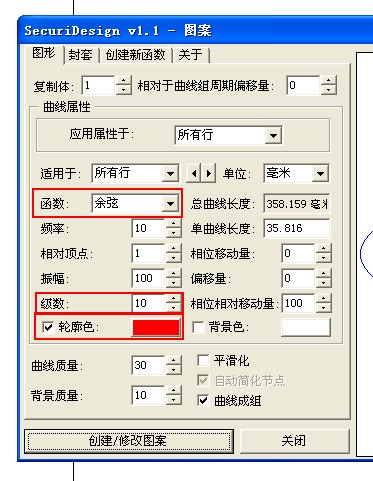 SecuriDesign v1.1 - 图案
图形 封套 创建新函数 关于
复制体: 1 相对于曲线组周期偏移量: 0
曲线属性
应用属性于: 所有行
适用于: 所有行 单位: 毫米
函数: 余弦 总曲线长度: 358.159 毫米
频率: 10 单曲线长度: 35.816
相对顶点: 1 相位移动量: 0
振幅: 100 偏移量: 0
级数: 10 相位相对移动量: 100
轮廓色: 背景色:
曲线质量: 30 平滑化
自动简化节点
背景质量: 10 曲线成组
创建/修改图案 关闭